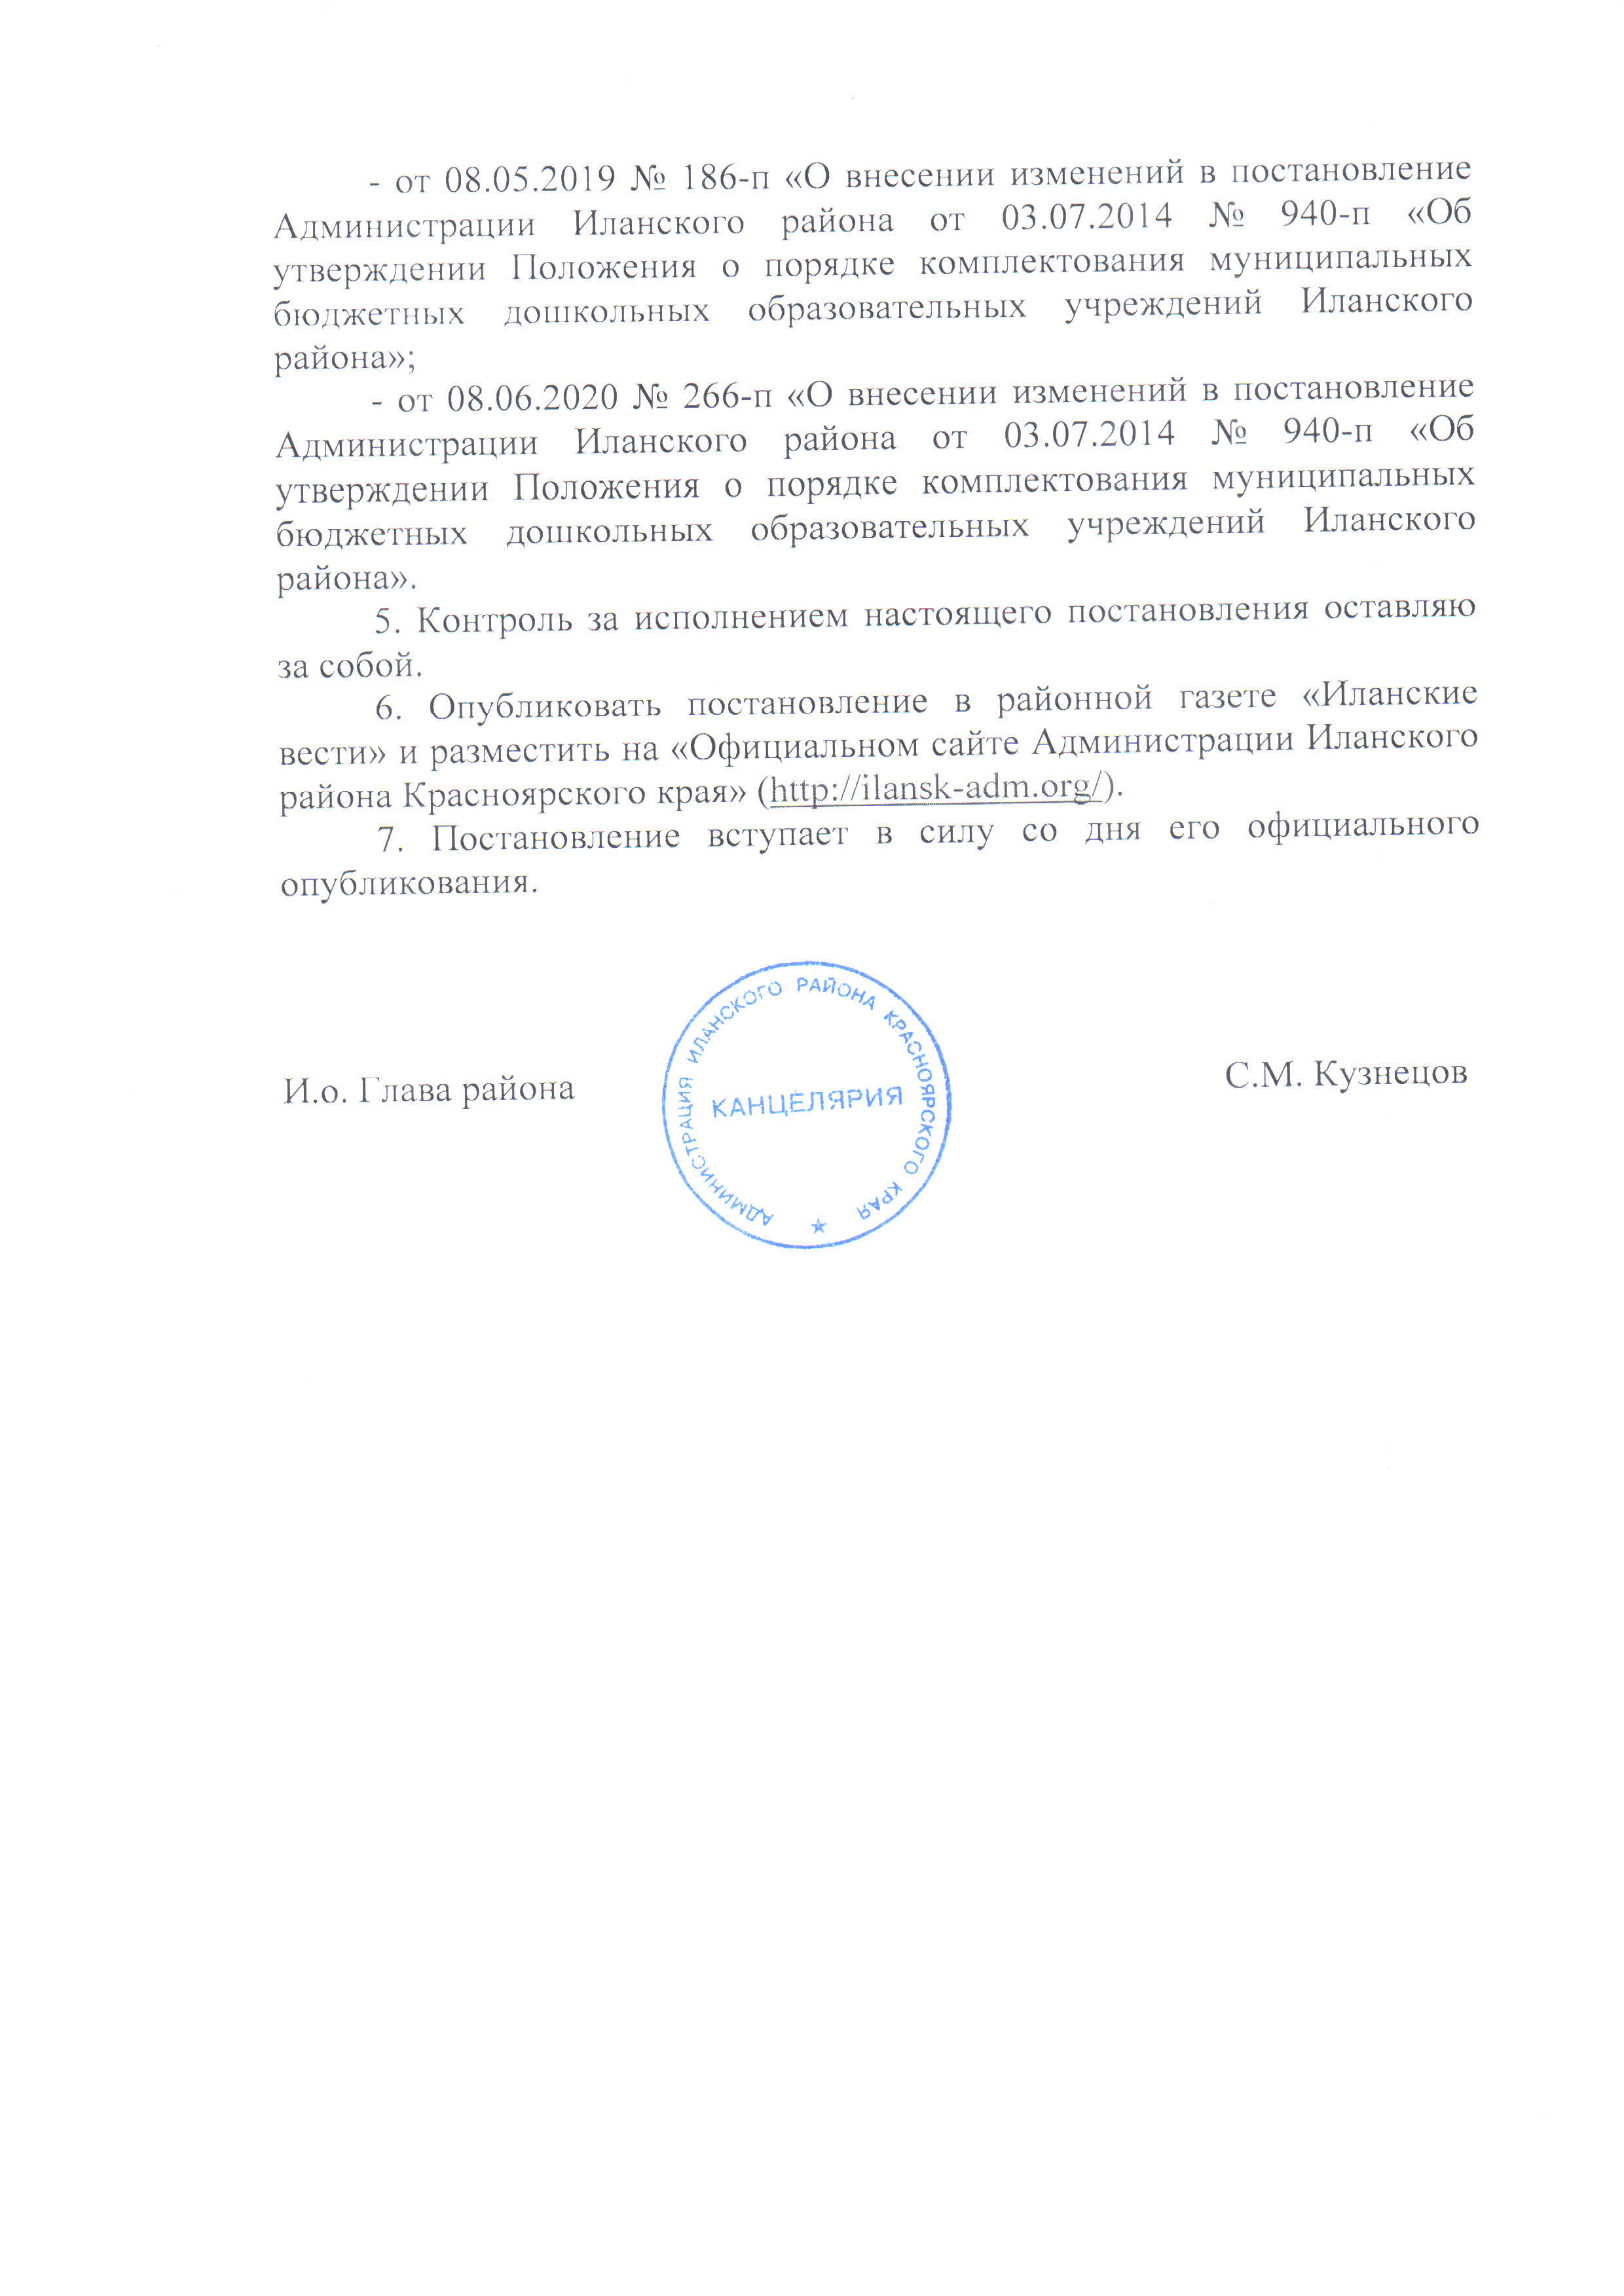 - от 08.05.2019 № 186-п «О внесении изменений в постановление
Администрации Иланского района от 03.07.2014 № 940-п «Об
утверждении Положения о порядке комплектования муниципальных
бюджетных дошкольных образовательных учреждений Иланского
района»;
- от 08.06.2020 № 266-п «О внесении изменений в постановление
Администрации Иланского района от 03.07.2014 № 940-п «Об
утверждении Положения о порядке комплектования муниципальных
бюджетных дошкольных образовательных учреждений Иланского
района».
5. Контроль за исполнением настоящего постановления оставляю
за собой.
6. Опубликовать постановление в районной газете «Иланские
вести» и разместить на «Официальном сайте Администрации Иланского
района Красноярского края» (http://ilansk-adm.org/).
7. Постановление вступает в силу со дня его официального
опубликования.
И.о. Глава района
АДМИНИСТРАЦИЯ ИЛАНСКОГО РАЙОНА КРАСНОЯРСКОГО КРАЯ
КАНЦЕЛЯРИЯ
С.М. Кузнецов